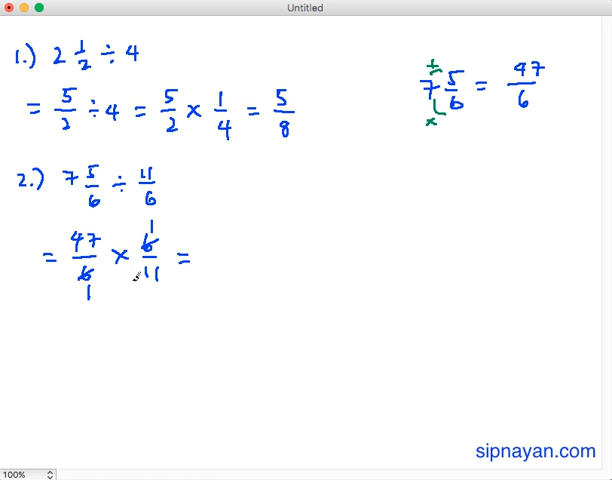 Untitled
1.) 2 1/2 ÷ 4
= 5/2 ÷ 4 = 5/2 × 1/4 = 5/8
+
7 5/6 = 47/6
×
2.) 7 5/6 ÷ 11/6
1
= 47/6 × 6/11 =
1
sipnayan.com
100%